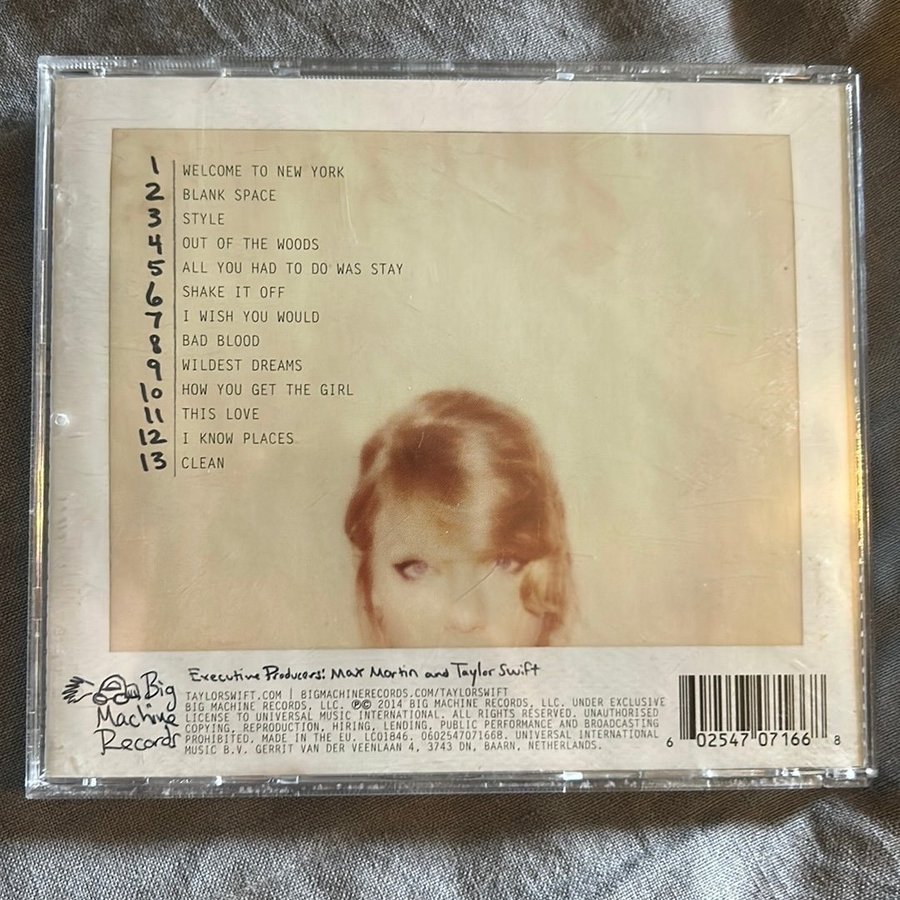 1 WELCOME TO NEW YORK
2 BLANK SPACE
3 STYLE
4 OUT OF THE WOODS
5 ALL YOU HAD TO DO WAS STAY
6 SHAKE IT OFF
7 I WISH YOU WOULD
8 BAD BLOOD
9 WILDEST DREAMS
10 HOW YOU GET THE GIRL
11 THIS LOVE
12 I KNOW PLACES
13 CLEAN
Big
Machine
Records
Executive Producers: Max Martin and Taylor Swift
TAYLORSWIFT.COM | BIGMACHINERECORDS.COM/TAYLORSWIFT
BIG MACHINE RECORDS, LLC. ℗© 2014 BIG MACHINE RECORDS, LLC. UNDER EXCLUSIVE
LICENSE TO UNIVERSAL MUSIC INTERNATIONAL. ALL RIGHTS RESERVED. UNAUTHORISED
COPYING, REPRODUCTION, HIRING, LENDING, PUBLIC PERFORMANCE AND BROADCASTING
PROHIBITED. MADE IN THE EU. LC01846. 0602547071668. UNIVERSAL INTERNATIONAL
MUSIC B.V. GERRIT VAN DER VEENLAAN 4, 3743 DN, BAARN, NETHERLANDS.
6 02547 07166 8